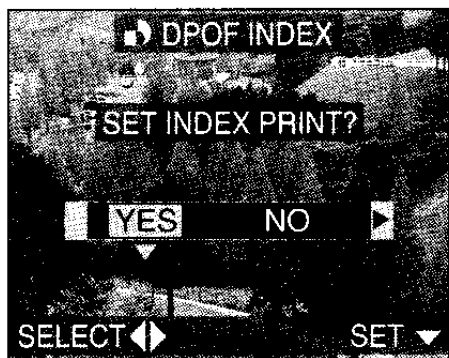 DPOF INDEX
SET INDEX PRINT?
YES NO
SELECT SET